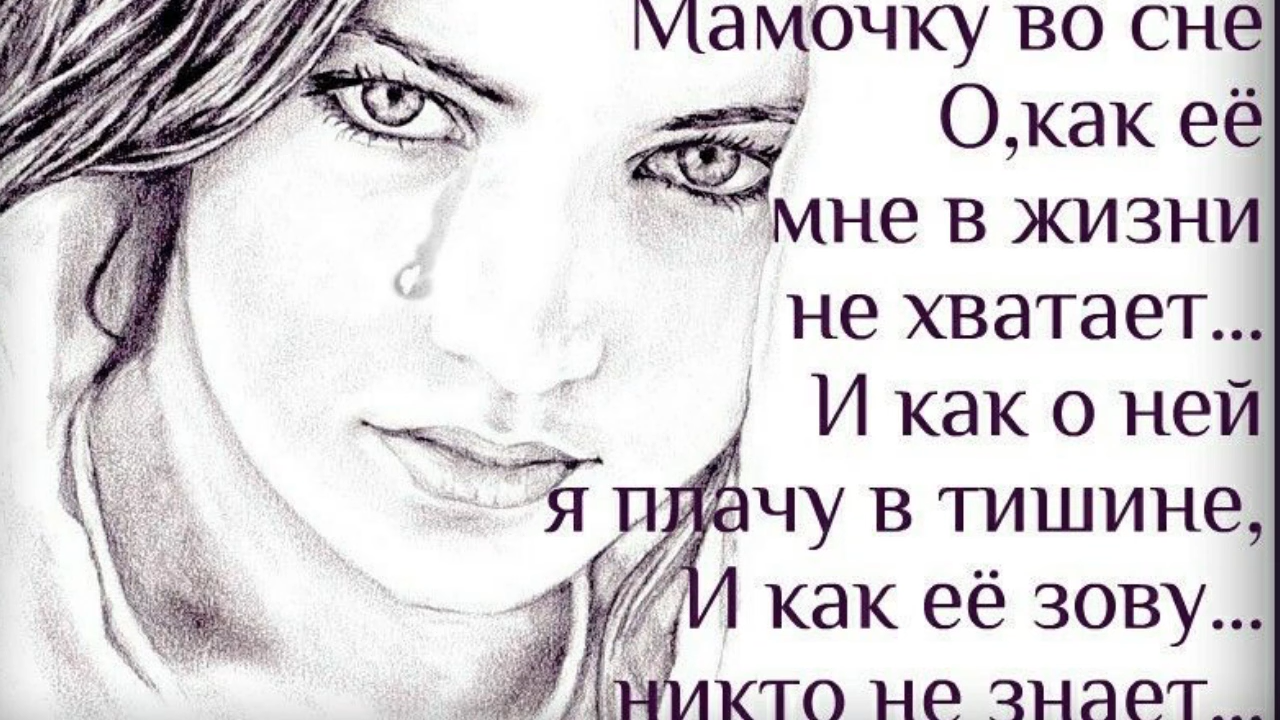 Мамочку во сне
О,как её
мне в жизни
не хватает...
И как о ней
я плачу в тишине,
И как её зову...
никто не знает...